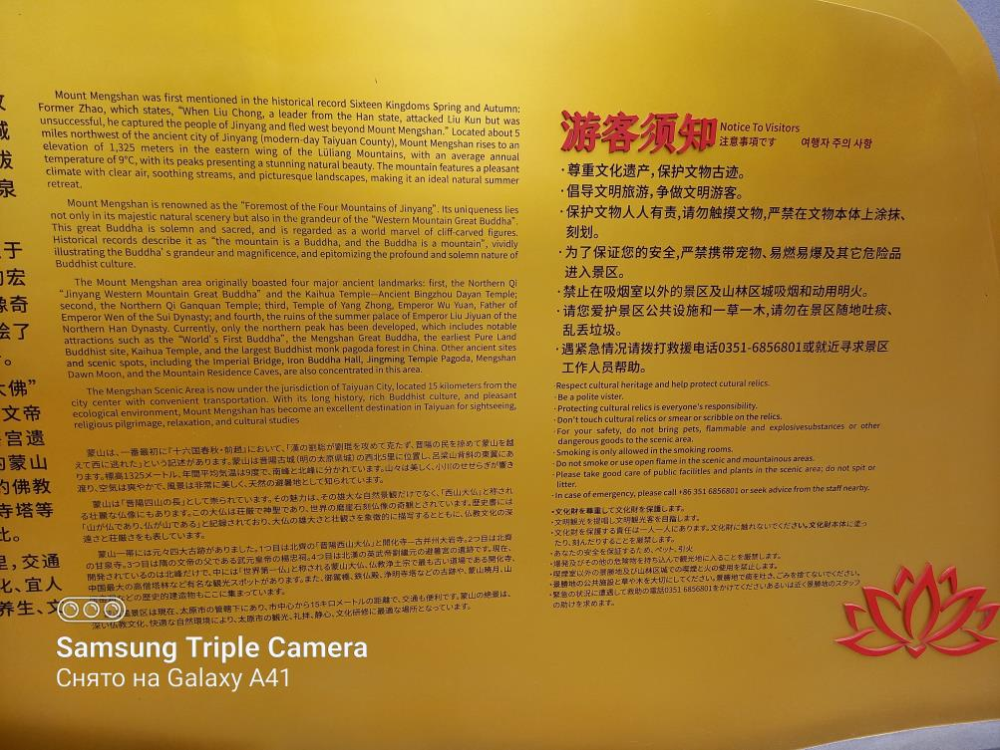 Mount Mengshan was first mentioned in the historical record Sixteen Kingdoms Spring and Autumn:
Former Zhao, which states, "When Liu Chong, a leader from the Han state, attacked Liu Kun but was
unsuccessful, he captured the people of Jinyang and fled west beyond Mount Mengshan." Located about 5
miles northwest of the ancient city of Jinyang (modern-day Taiyuan County), Mount Mengshan rises to an
elevation of 1,325 meters in the eastern wing of the Lüliang Mountains, with an average annual
temperature of 9°C, with its peaks presenting a stunning natural beauty. The mountain features a pleasant
climate with clear air, soothing streams, and picturesque landscapes, making it an ideal natural summer
retreat.
Mount Mengshan is renowned as the "Foremost of the Four Mountains of Jinyang". Its uniqueness lies
not only in its majestic natural scenery but also in the grandeur of the "Western Mountain Great Buddha".
This great Buddha is solemn and sacred, and is regarded as a world marvel of cliff-carved figures.
Historical records describe it as "the mountain is a Buddha, and the Buddha is a mountain", vividly
illustrating the Buddha's grandeur and magnificence, and epitomizing the profound and solemn nature of
Buddhist culture.
The Mount Mengshan area originally boasted four major ancient landmarks: first, the Northern Qi
"Jinyang Western Mountain Great Buddha" and the Kaihua Temple—Ancient Bingzhou Dayan Temple;
second, the Northern Qi Ganquan Temple; third, Temple of Yang Zhong, Emperor Wu Yuan, Father of
Emperor Wen of the Sui Dynasty; and fourth, the ruins of the summer palace of Emperor Liu Jiyuan of the
Northern Han Dynasty. Currently, only the northern peak has been developed, which includes notable
attractions such as the "World's First Buddha", the Mengshan Great Buddha, the earliest Pure Land
Buddhist site, Kaihua Temple, and the largest Buddhist monk pagoda forest in China. Other ancient sites
and scenic spots, including the Imperial Bridge, Iron Buddha Hall, Jingming Temple Pagoda, Mengshan
Dawn Moon, and the Mountain Residence Caves, are also concentrated in this area.
The Mengshan Scenic Area is now under the jurisdiction of Taiyuan City, located 15 kilometers from the
city center with convenient transportation. With its long history, rich Buddhist culture, and pleasant
ecological environment, Mount Mengshan has become an excellent destination in Taiyuan for sightseeing,
religious pilgrimage, relaxation, and cultural studies
蒙山は、一番最初に「十六国春秋·前趙」において、「漢の劉聡が劉琨を攻めて克たず、晋陽の民を掠めて蒙山を越
えて西に逃れた」という記述があります。蒙山は晋陽古城(明の太原県城)の西北5里に位置し、呂梁山脊斜の東翼にあ
ります。標高1325メートル、年間平均気温は9度で、南峰と北峰に分かれています。山々は美しく、小川のせせらぎが響き
渡り、空気は爽やかで、風景は非常に美しく、天然の避暑地として知られています。
蒙山は「晋陽四山の長」として崇られています。その魅力は、その雄大な自然景観だけでなく、「西山大仏」と称され
る壮麗な仏像にもあります。この大仏は荘厳で神聖であり、世界の磨崖石刻仏像の奇観とされています。歴史書には
「山が仏であり、仏が山である」と記録されており、大仏の雄大さと壮厳さを象徴的に描写するとともに、仏教文化の深
遠さと荘厳さをも表しています。
蒙山一帯には元々四大古跡がありました。1つ目は北齊の「晋陽西山大仏」と開化寺—古并州大岩寺。2つ目は北齊
の甘泉寺。3つ目は隋の文帝の父である武元皇帝の楊忠祠。4つ目は北漢の英武帝劉継元の避暑宮の遺跡です。現在、
開発されているのは北峰だけで、中には「世界第一仏」と称される蒙山大仏、仏教浄土宗で最も古い道場である開化寺、
中国最大の高僧塔林など有名な観光スポットがあります。また、御駕橋、鉄仏殿、浄明寺塔などの古跡や、蒙山暁月、山
などの歴史的建造物もここに集まっています。
風景区は現在、太原市の管轄下にあり、市中心から15キロメートルの距離で、交通も便利です。蒙山の絶景は、
深い仏教文化、快適な自然環境により、太原市の観光、礼拝、静心、文化研修に最適な場所となっています。
泉
于
宏
奇
绘了
大佛”
文帝
宫遗
蒙山
的佛教
寺塔等
比。
里，交通
化、宜人
养生、文
游客须知 Notice To Visitors
注意事項です 여행자 주의 사항
·尊重文化遗产，保护文物古迹。
·倡导文明旅游，争做文明游客。
·保护文物人人有责，请勿触摸文物，严禁在文物本体上涂抹、
刻划。
·为了保证您的安全，严禁携带宠物、易燃易爆及其它危险品
进入景区。
·禁止在吸烟室以外的景区及山林区域吸烟和动用明火。
·请您爱护景区公共设施和一草一木，请勿在景区随地吐痰、
乱丢垃圾。
·遇紧急情况请拨打救援电话0351-6856801或就近寻求景区
工作人员帮助。
·Respect cultural heritage and help protect cutural relics.
·Be a polite vister.
·Protecting cultural relics is everyone's responsibility.
·Don't touch cultural relics or smear or scribble on the relics.
·For your safety, do not bring pets, flammable and explosivesubstances or other
dangerous goods to the scenic area.
·Smoking is only allowed in the smoking rooms.
·Do not smoke or use open flame in the scenic and mountainous areas.
·Please take good care of public facilitles and plants in the scenic area; do not spit or
litter.
·In case of emergency, please call +86 351 6856801 or seek advice from the staff nearby.
·文化財を尊重して文化財を保護します。
·文明観光を提唱し文明観光客を目指します。
·文化財を保護する責任は一人一人にあります。文化財に触れないでください。文化財本体に塗っ
たり、刻んだりすることを厳禁します。
·あなたの安全を保証するため、ペット、引火
·爆発及びその他の危険物を持ち込んで観光地に入ることを厳禁します。
·喫煙室以外の景勝地及び山林区域での喫煙と火の使用を禁止します。
·景勝地の公共施設と草や木を大切にしてください。景勝地で痰を吐き、ごみを捨てないでください。
·緊急の状況に遭遇して救助の電話0351-6856801をかけてくださいあるいは近く景勝地のスタッフ
の助けを求めます。
Samsung Triple Camera
Снято на Galaxy A41